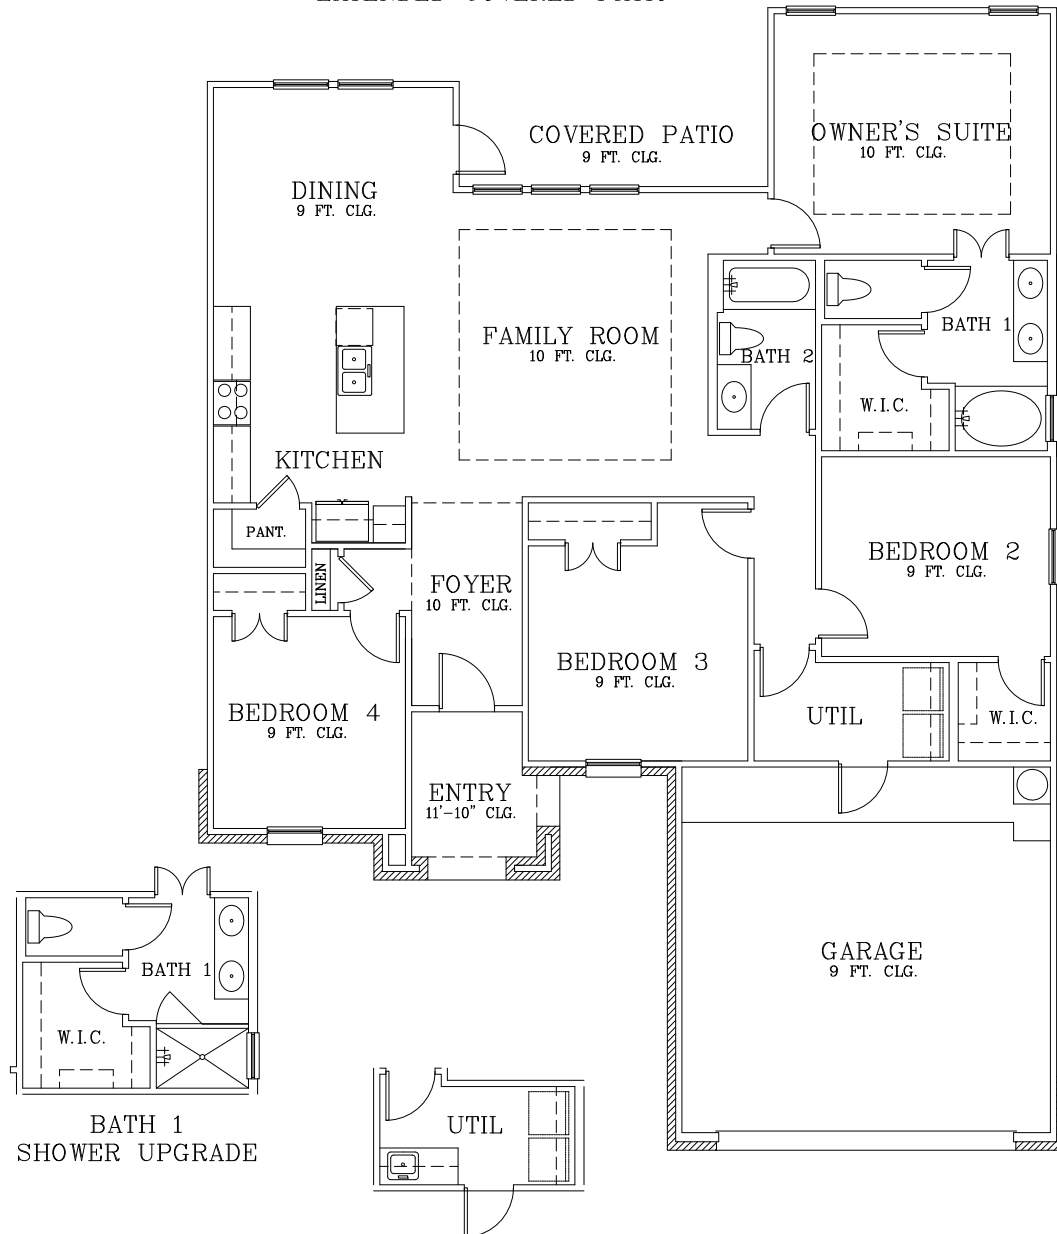 COVERED PATIO
9 FT. CLG.
OWNER'S SUITE
10 FT. CLG.
DINING
9 FT. CLG.
FAMILY ROOM
10 FT. CLG.
BATH 2
BATH 1
W.I.C.
KITCHEN
PANT.
LINEN
FOYER
10 FT. CLG.
BEDROOM 2
9 FT. CLG.
BEDROOM 3
9 FT. CLG.
BEDROOM 4
9 FT. CLG.
UTIL
W.I.C.
ENTRY
11'-10" CLG.
GARAGE
9 FT. CLG.
BATH 1
W.I.C.
BATH 1
SHOWER UPGRADE
UTIL